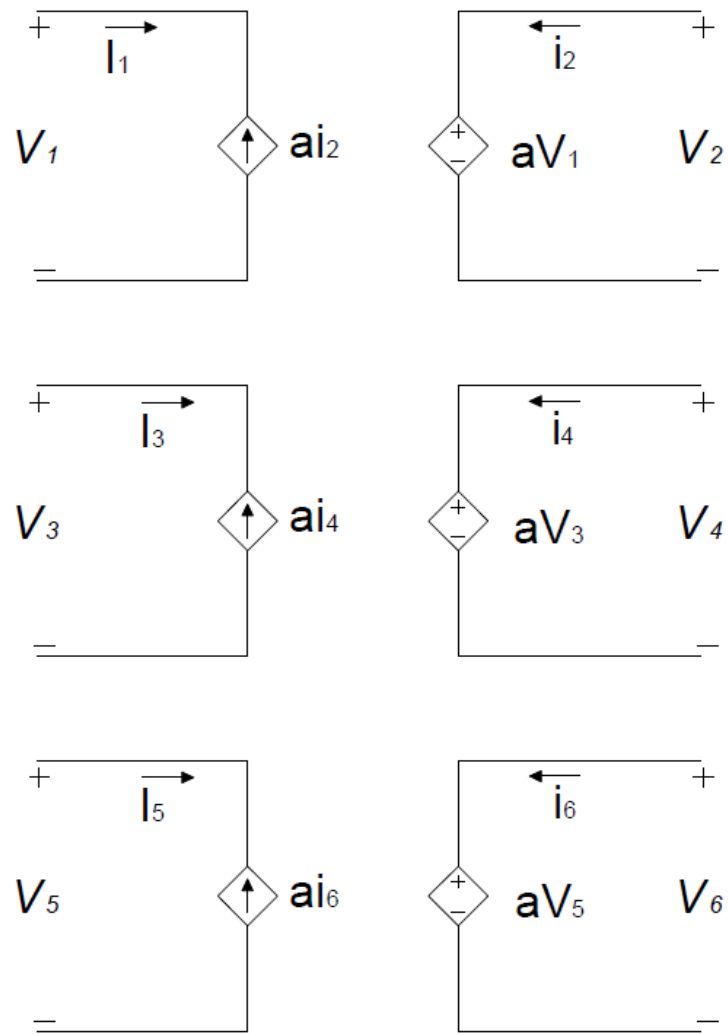 + I₁ i₂ +
V₁ ai₂ + − aV₁ V₂
− −
+ I₃ i₄ +
V₃ ai₄ + − aV₃ V₄
− −
+ I₅ i₆ +
V₅ ai₆ + − aV₅ V₆
− −